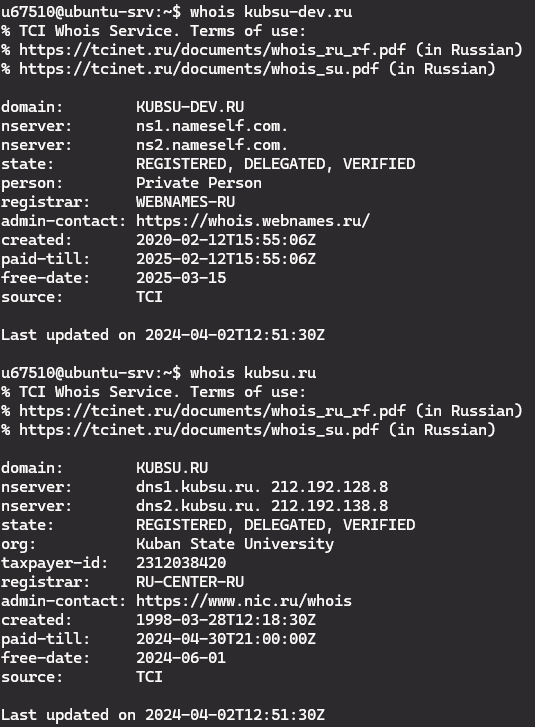 u67510@ubuntu-srv:~$ whois kubsu-dev.ru
% TCI Whois Service. Terms of use:
% https://tcinet.ru/documents/whois_ru_rf.pdf (in Russian)
% https://tcinet.ru/documents/whois_su.pdf (in Russian)

domain:        KUBSU-DEV.RU
nserver:       ns1.nameself.com.
nserver:       ns2.nameself.com.
state:         REGISTERED, DELEGATED, VERIFIED
person:        Private Person
registrar:     WEBNAMES-RU
admin-contact: https://whois.webnames.ru/
created:       2020-02-12T15:55:06Z
paid-till:     2025-02-12T15:55:06Z
free-date:     2025-03-15
source:        TCI

Last updated on 2024-04-02T12:51:30Z

u67510@ubuntu-srv:~$ whois kubsu.ru
% TCI Whois Service. Terms of use:
% https://tcinet.ru/documents/whois_ru_rf.pdf (in Russian)
% https://tcinet.ru/documents/whois_su.pdf (in Russian)

domain:        KUBSU.RU
nserver:       dns1.kubsu.ru. 212.192.128.8
nserver:       dns2.kubsu.ru. 212.192.138.8
state:         REGISTERED, DELEGATED, VERIFIED
org:           Kuban State University
taxpayer-id:   2312038420
registrar:     RU-CENTER-RU
admin-contact: https://www.nic.ru/whois
created:       1998-03-28T12:18:30Z
paid-till:     2024-04-30T21:00:00Z
free-date:     2024-06-01
source:        TCI

Last updated on 2024-04-02T12:51:30Z